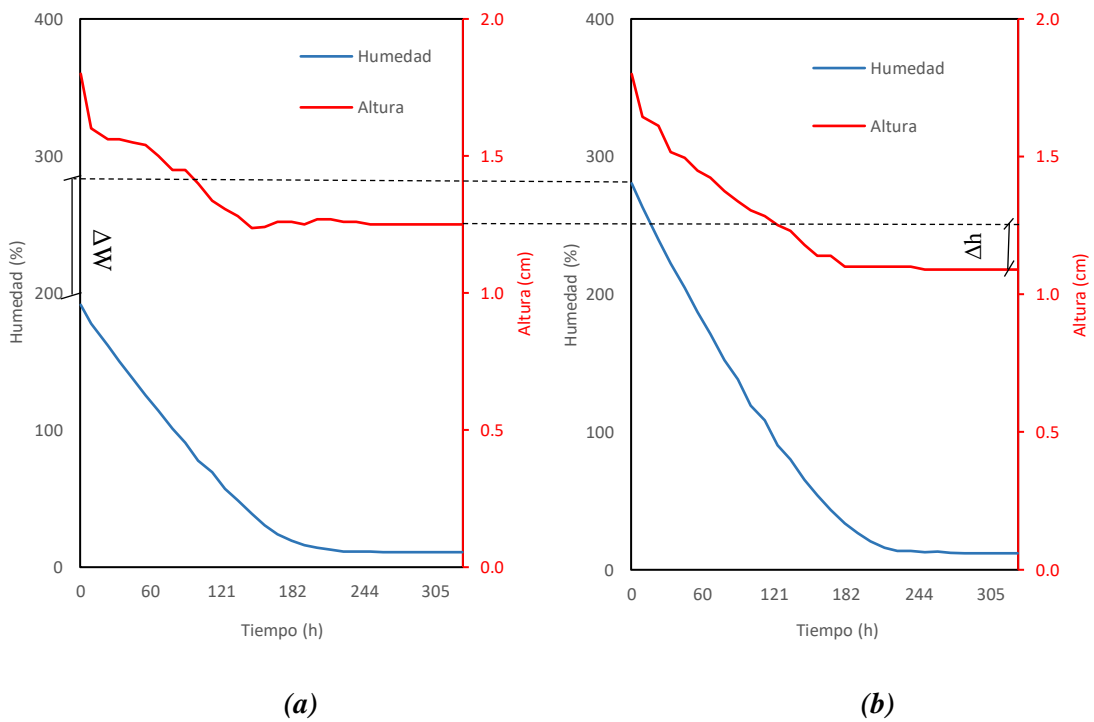 400
300
200
100
0
Humedad (%)
ΔW
Humedad
Altura
2.0
1.5
1.0
0.5
0.0
Altura (cm)
0 60 121 182 244 305
Tiempo (h)
(a)
400
300
200
100
0
Humedad (%)
Humedad
Altura
Δh
2.0
1.5
1.0
0.5
0.0
Altura (cm)
0 60 121 182 244 305
Tiempo (h)
(b)